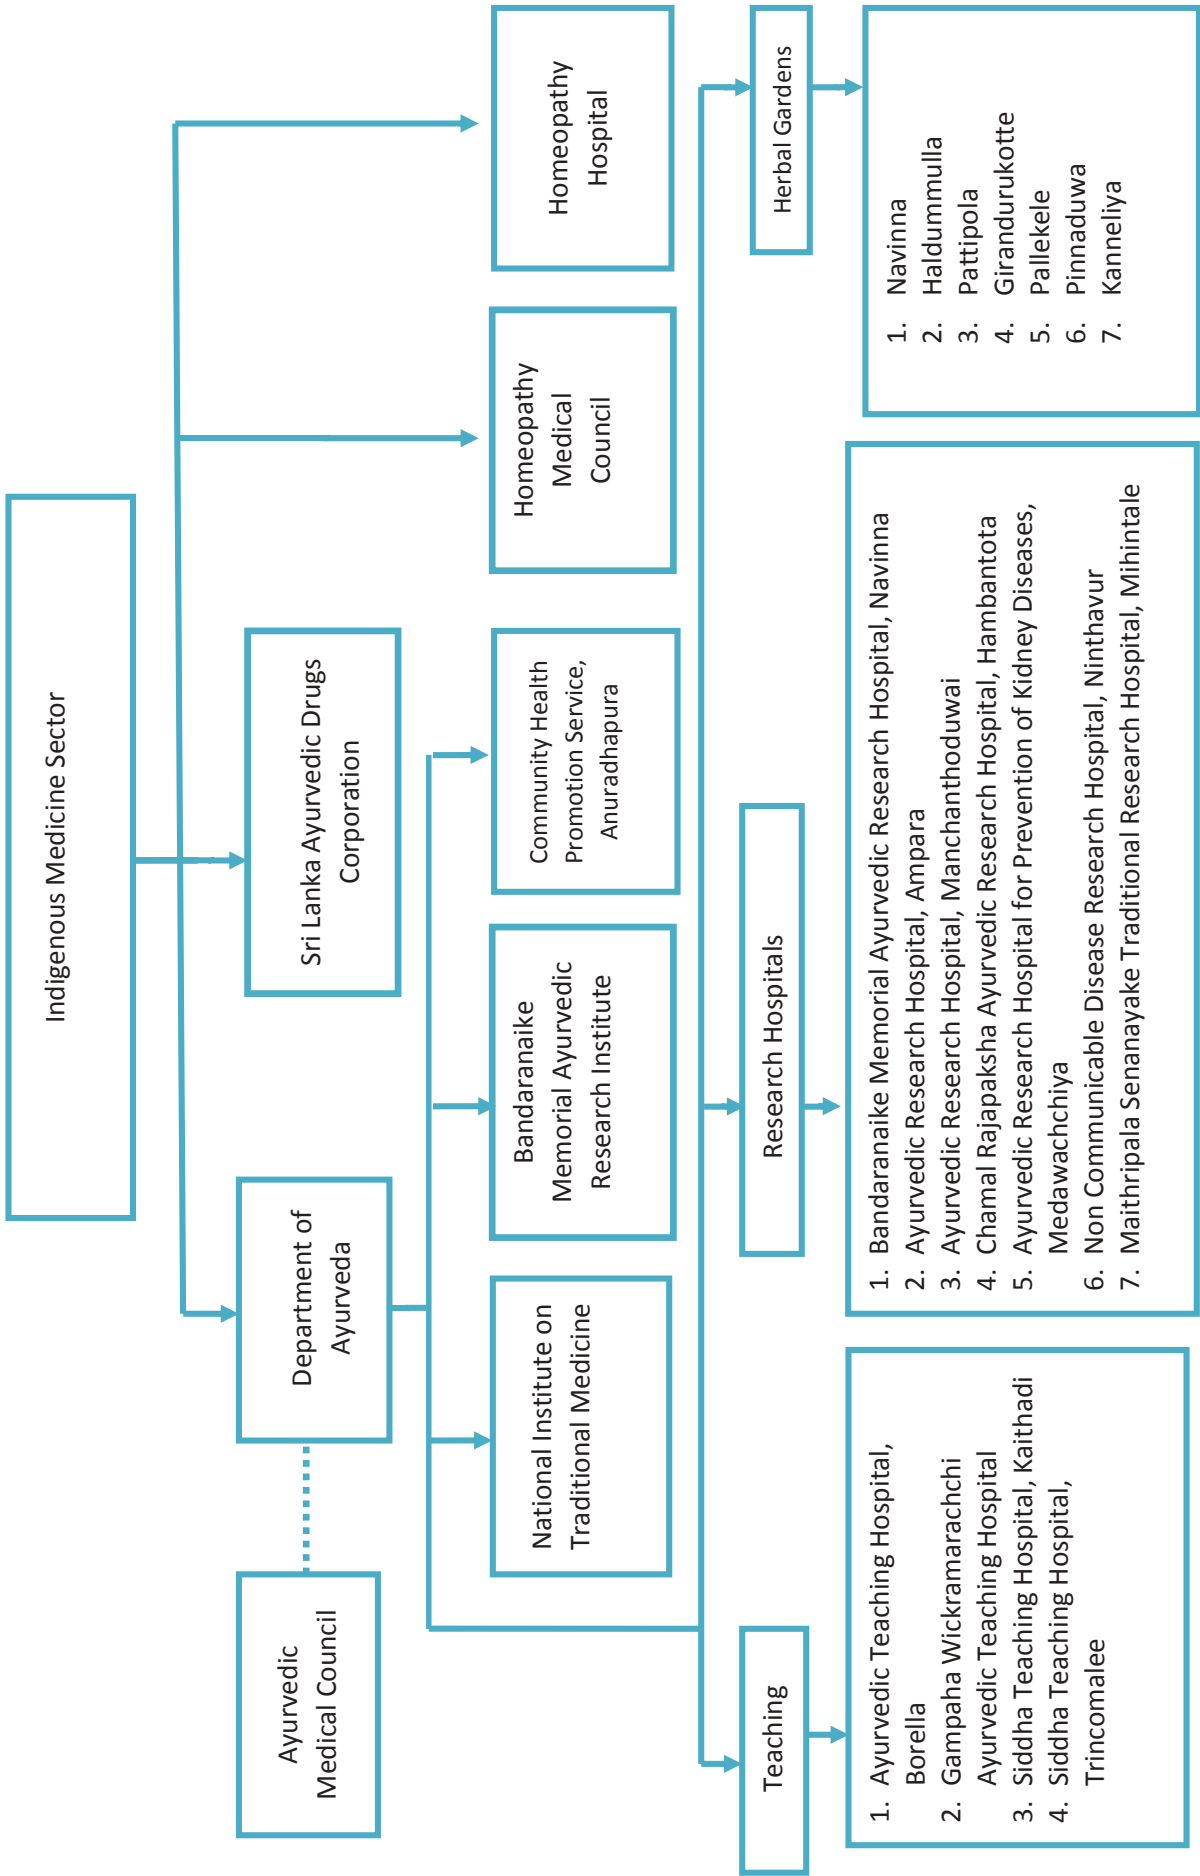 Indigenous Medicine Sector
Ayurvedic
Medical Council
Department of
Ayurveda
Sri Lanka Ayurvedic Drugs
Corporation
National Institute on
Traditional Medicine
Bandaranaike
Memorial Ayurvedic
Research Institute
Community Health
Promotion Service,
Anuradhapura
Homeopathy
Medical
Council
Homeopathy
Hospital
Teaching
Research Hospitals
Herbal Gardens
1. Ayurvedic Teaching Hospital,
Borella
2. Gampaha Wickramarachchi
Ayurvedic Teaching Hospital
3. Siddha Teaching Hospital, Kaithadi
4. Siddha Teaching Hospital,
Trincomalee
1. Bandaranaike Memorial Ayurvedic Research Hospital, Navinna
2. Ayurvedic Research Hospital, Ampara
3. Ayurvedic Research Hospital, Manchanthoduwai
4. Chamal Rajapaksha Ayurvedic Research Hospital, Hambantota
5. Ayurvedic Research Hospital for Prevention of Kidney Diseases,
Medawachchiya
6. Non Communicable Disease Research Hospital, Ninthavur
7. Maithripala Senanayake Traditional Research Hospital, Mihintale
1. Navinna
2. Haldummulla
3. Pattipola
4. Girandurukotte
5. Pallekele
6. Pinnaduwa
7. Kanneliya